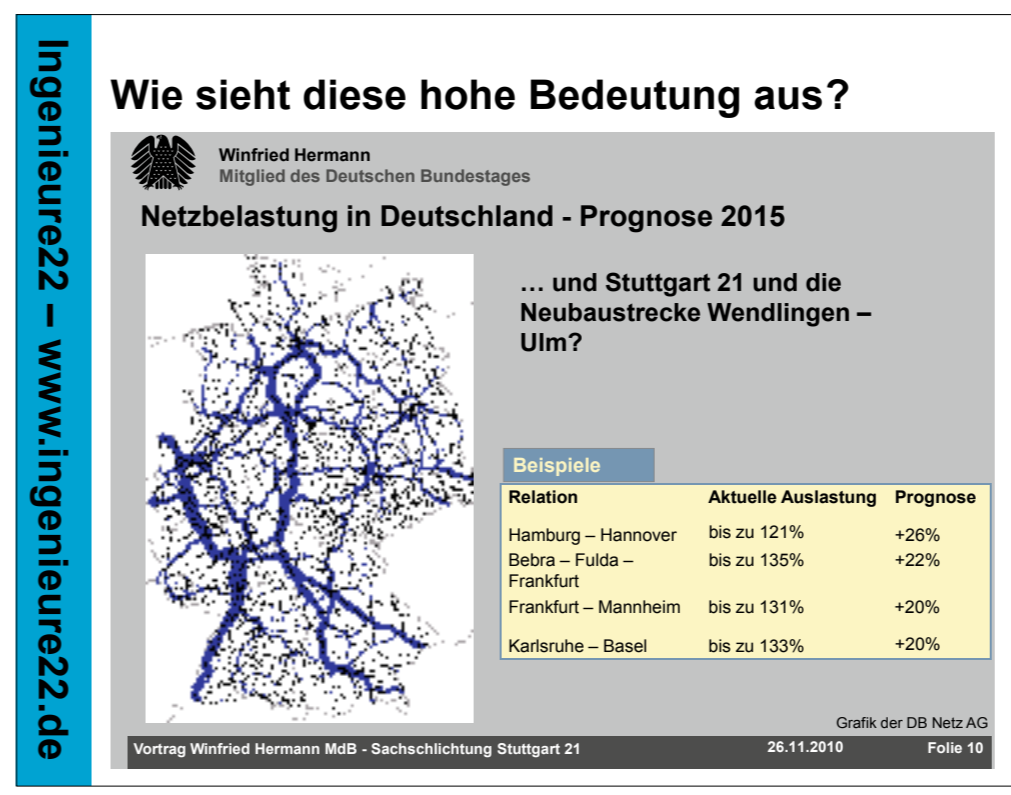 Ingenieure22 – www.ingenieure22.de
Wie sieht diese hohe Bedeutung aus?
Winfried Hermann
Mitglied des Deutschen Bundestages
Netzbelastung in Deutschland - Prognose 2015
… und Stuttgart 21 und die
Neubaustrecke Wendlingen –
Ulm?
Beispiele
Relation Aktuelle Auslastung Prognose
Hamburg – Hannover bis zu 121% +26%
Bebra – Fulda – bis zu 135% +22%
Frankfurt
Frankfurt – Mannheim bis zu 131% +20%
Karlsruhe – Basel bis zu 133% +20%
Grafik der DB Netz AG
Vortrag Winfried Hermann MdB - Sachschlichtung Stuttgart 21 26.11.2010 Folie 10